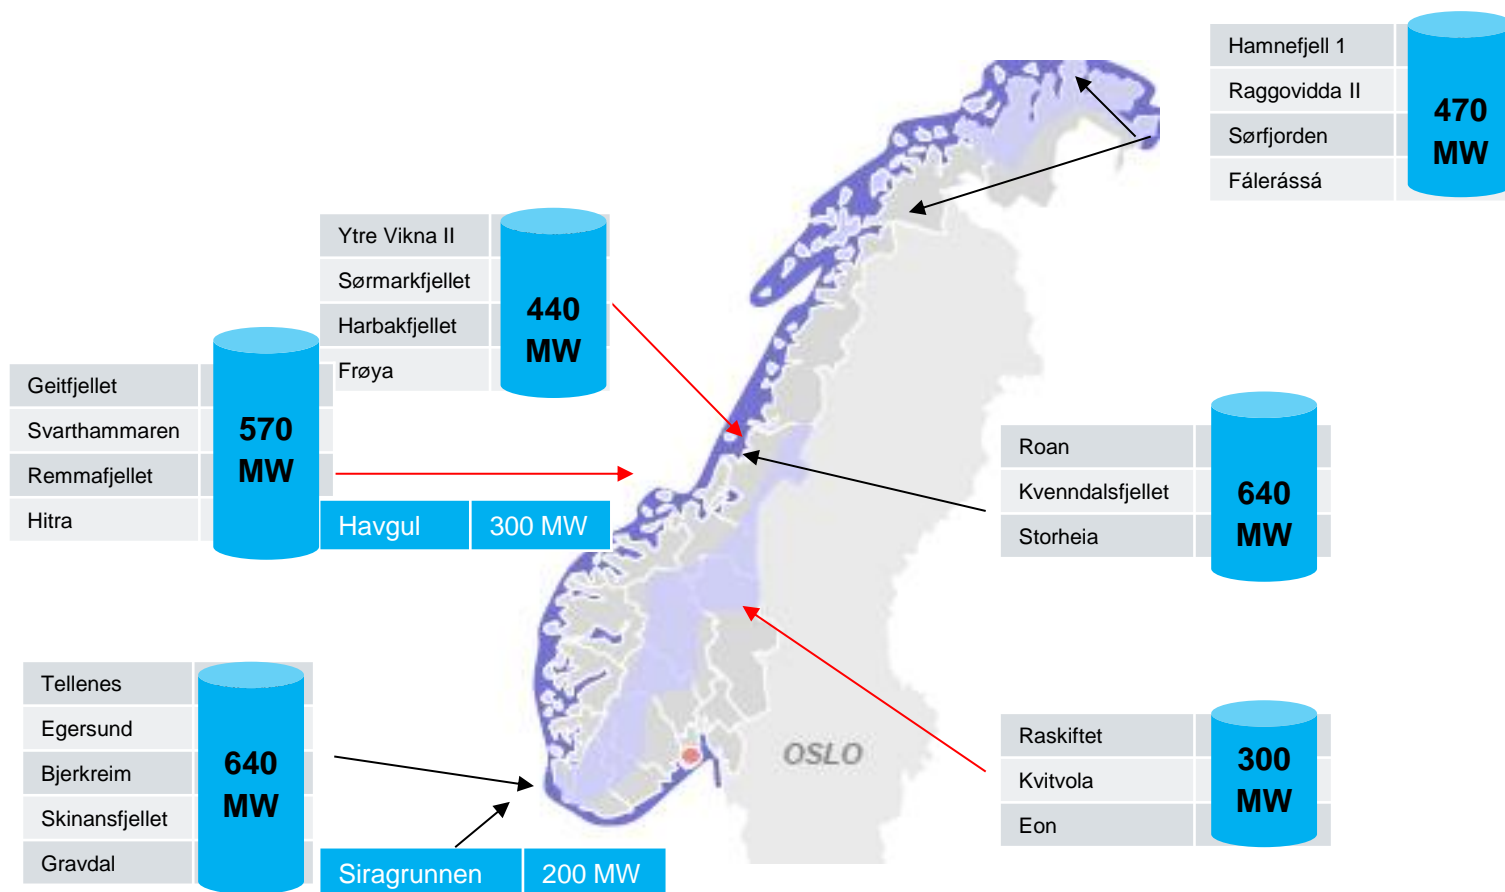 Hamnefjell 1
Raggovidda II
Sørfjorden
Fálerássá
470
MW
Ytre Vikna II
Sørmarkfjellet
Harbakfjellet
Frøya
440
MW
Geitfjellet
Svarthammaren
Remmafjellet
Hitra
570
MW
Havgul 300 MW
Roan
Kvenndalsfjellet
Storheia
640
MW
Tellenes
Egersund
Bjerkreim
Skinansfjellet
Gravdal
640
MW
Siragrunnen 200 MW
OSLO
Raskiftet
Kvitvola
Eon
300
MW